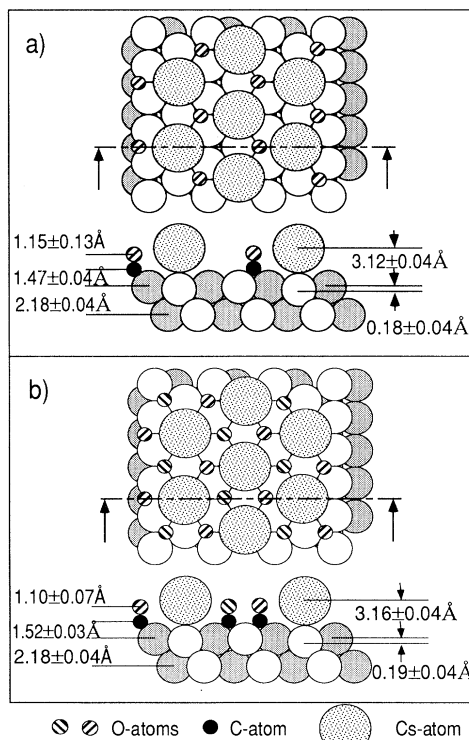 a)
1.15±0.13Å
1.47±0.04Å
2.18±0.04Å
3.12±0.04Å
0.18±0.04Å
b)
1.10±0.07Å
1.52±0.03Å
2.18±0.04Å
3.16±0.04Å
0.19±0.04Å
O-atoms C-atom Cs-atom